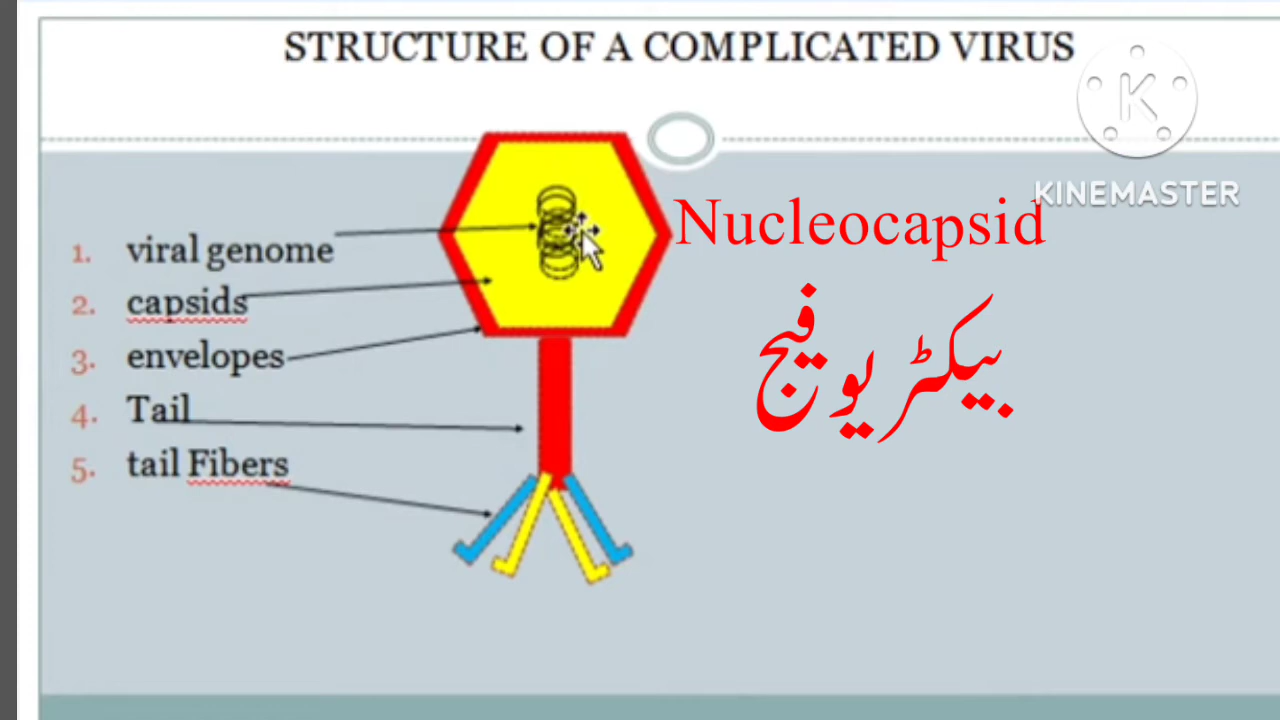 STRUCTURE OF A COMPLICATED VIRUS
KINEMASTER
Nucleocapsid
بیکٹریوفیج
1. viral genome
2. capsids
3. envelopes
4. Tail
5. tail Fibers